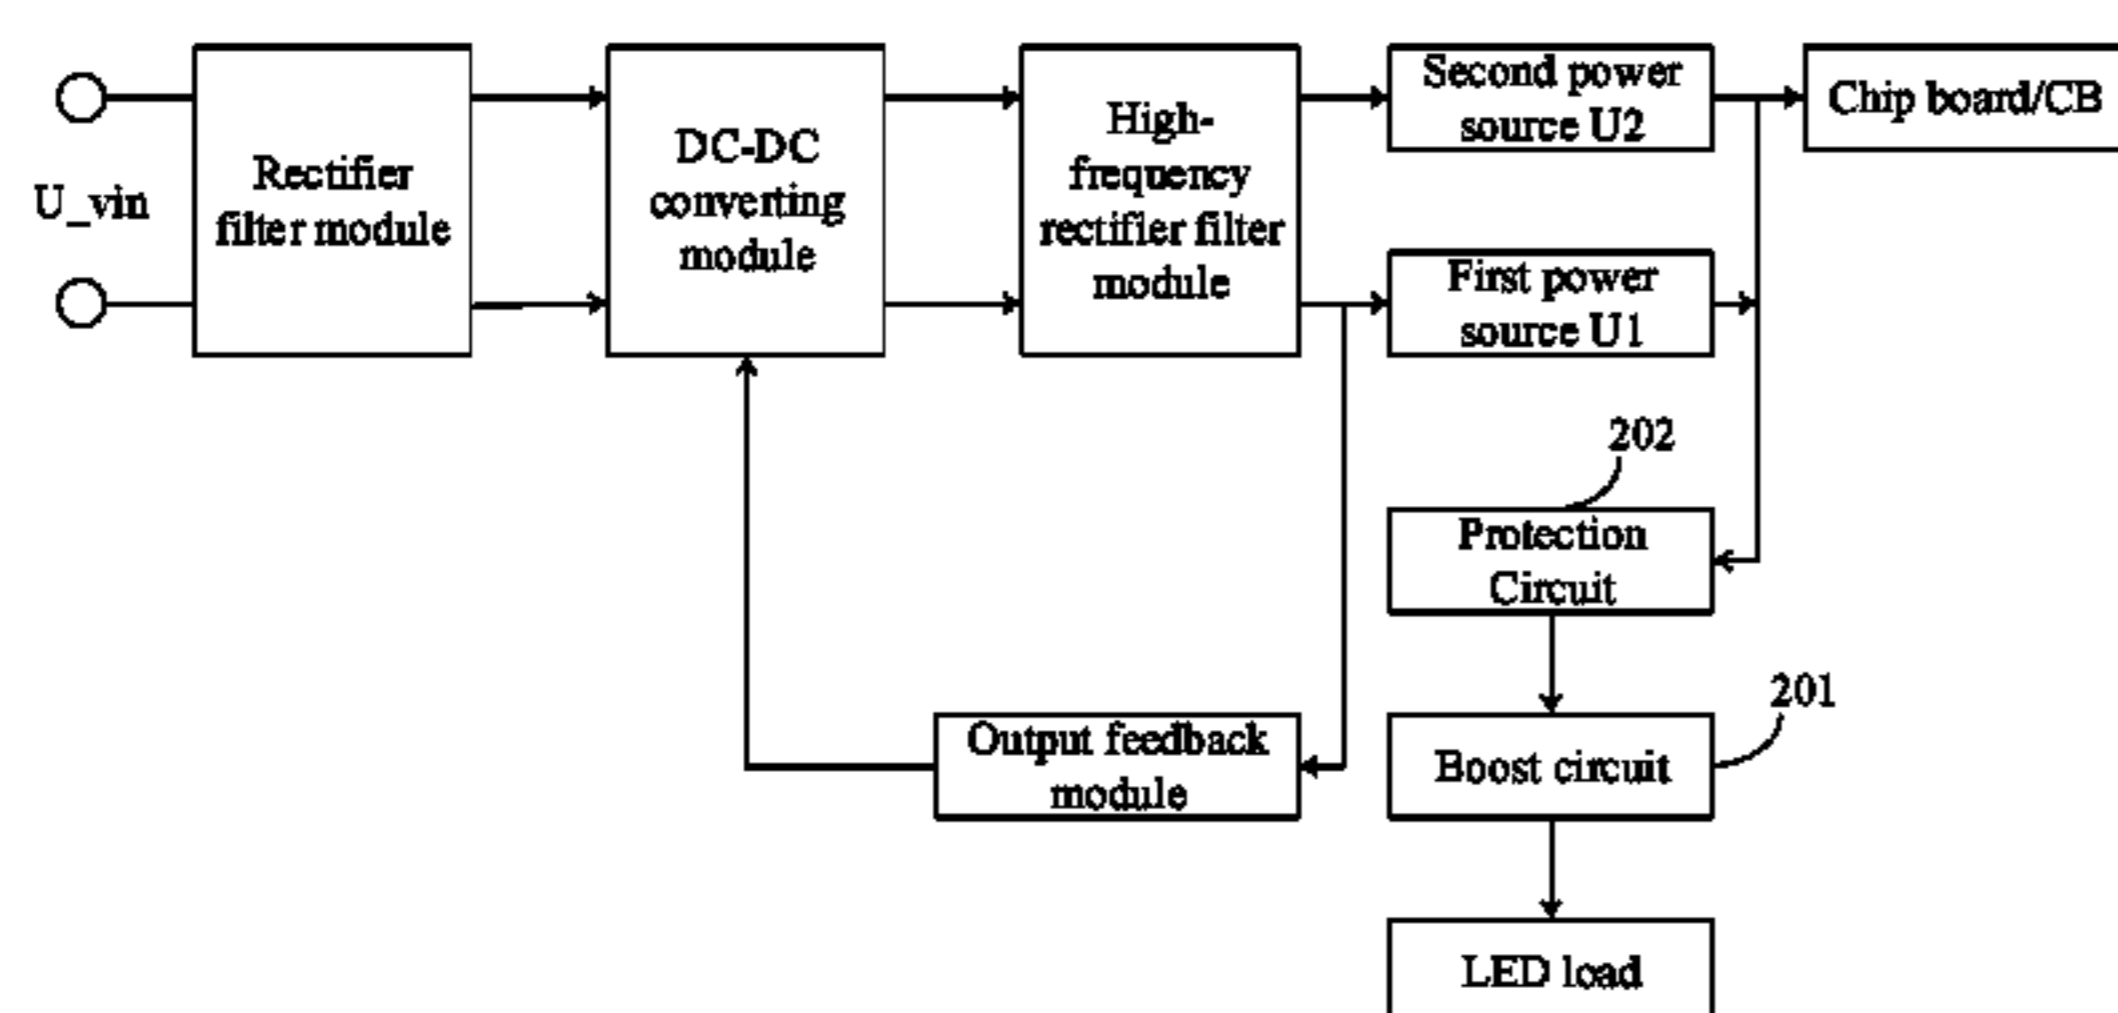 U_vin
Rectifier
filter module
DC-DC
converting
module
High-
frequency
rectifier filter
module
Second power
source U2
Chip board/CB
First power
source U1
202
Protection
Circuit
201
Boost circuit
Output feedback
module
LED load